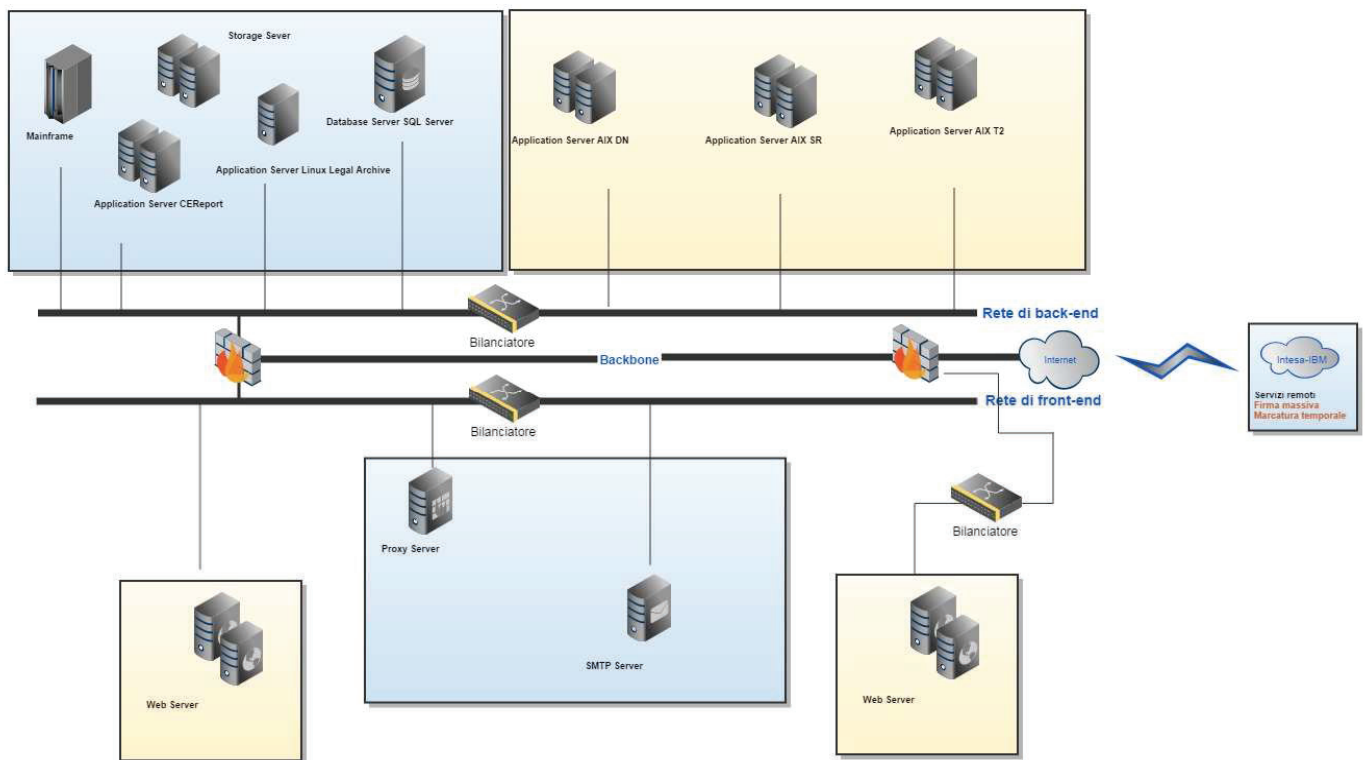 Storage Sever
Mainframe
Database Server SQL Server
Application Server Linux Legal Archive
Application Server CEReport
Application Server AIX DN
Application Server AIX SR
Application Server AIX T2
Rete di back-end
Bilanciatore
Backbone
Internet
Intesa-IBM
Servizi remoti
Firma massiva
Marcatura temporale
Rete di front-end
Bilanciatore
Proxy Server
Bilanciatore
SMTP Server
Web Server
Web Server